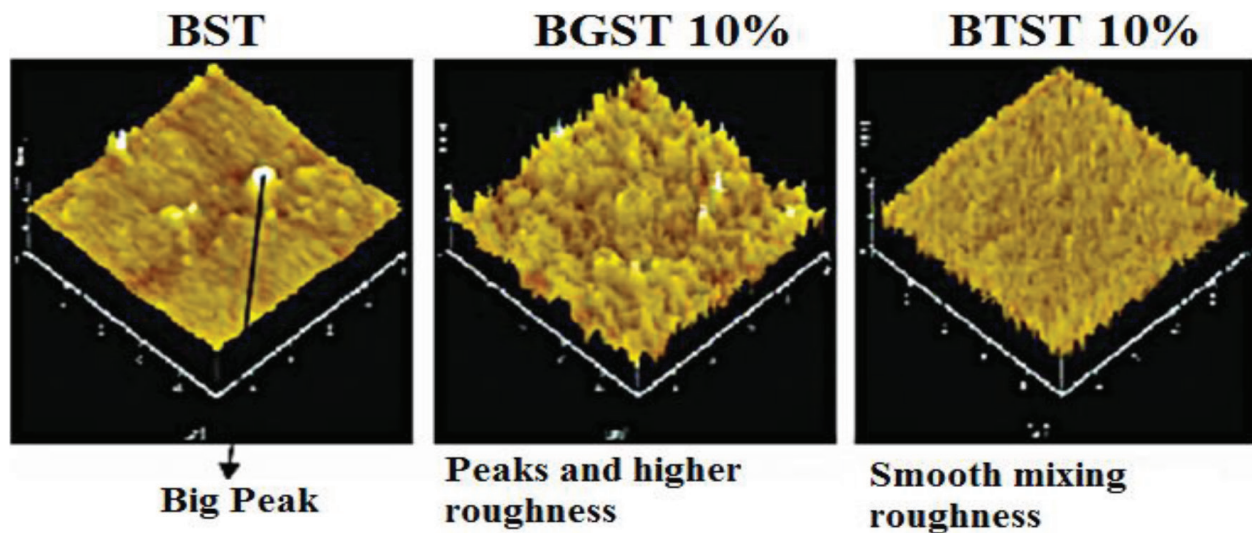 BST
BGST 10%
BTST 10%
Big Peak
Peaks and higher
roughness
Smooth mixing
roughness